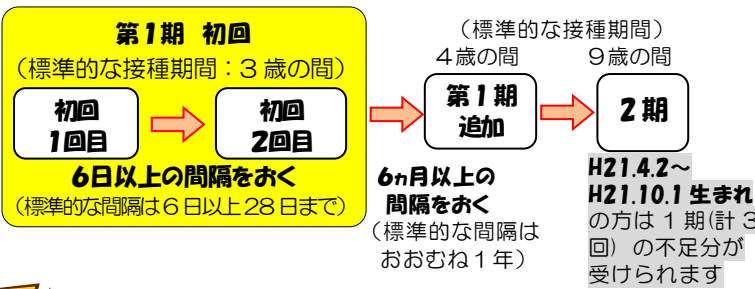 第1期 初回
（標準的な接種期間：3歳の間）
初回
1回目
初回
2回目
6日以上の間隔をおく
（標準的な間隔は6日以上28日まで）
（標準的な接種期間）
4歳の間
9歳の間
第1期
追加
2期
6ヵ月以上の
間隔をおく
（標準的な間隔は
おおむね1年）
H21.4.2～
H21.10.1生まれ
の方は1期(計3
回）の不足分が
受けられます